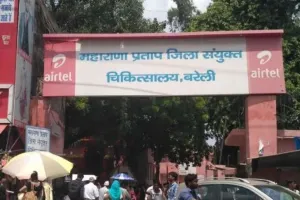 airtel
महाराणा प्रताप जिला संयुक्त
चिकित्सालय, बरेली
airtel